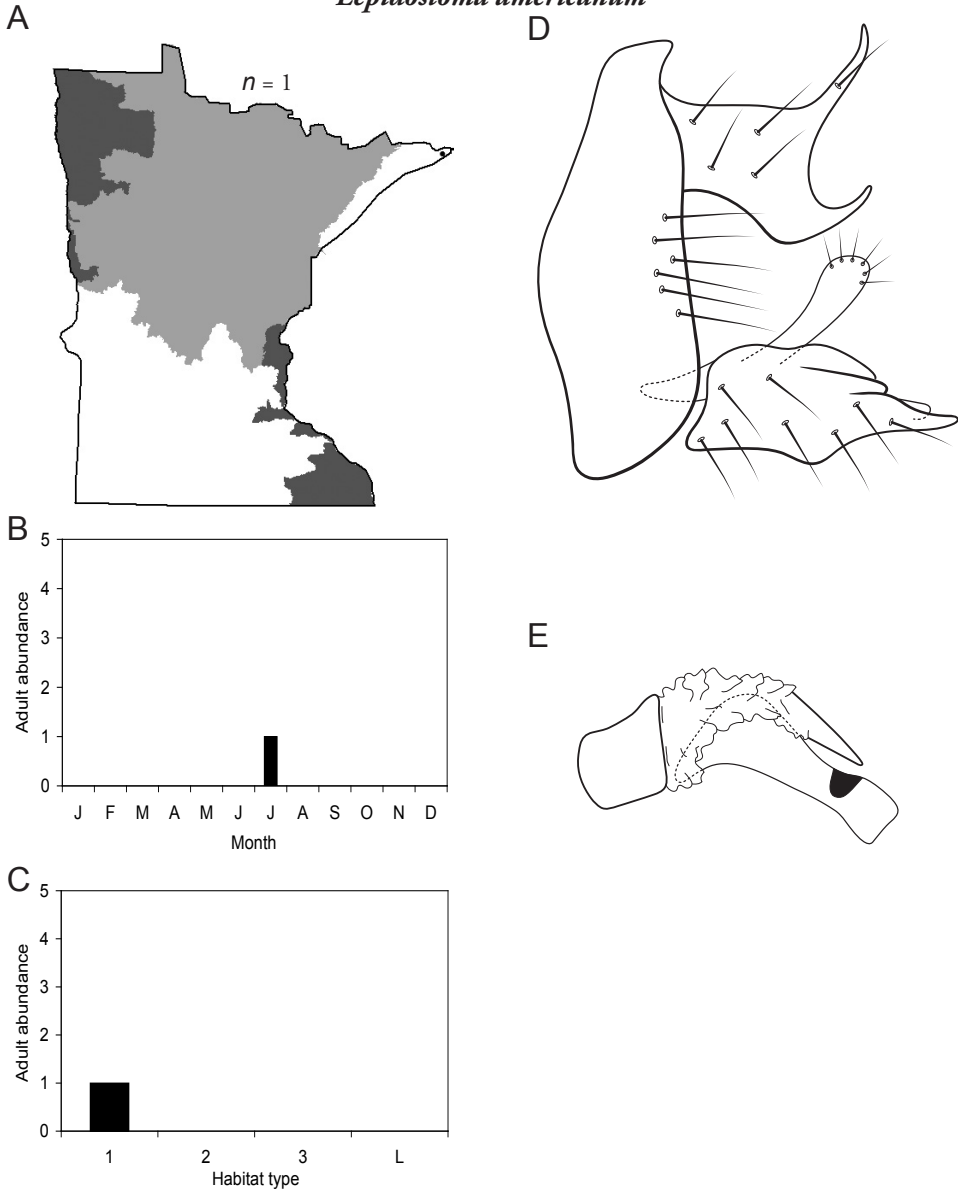 Lepidostoma americanum
A
n = 1
D
B
Adult abundance
5
4
3
2
1
0
J F M A M J J A S O N D
Month
E
C
Adult abundance
5
4
3
2
1
0
1 2 3 L
Habitat type